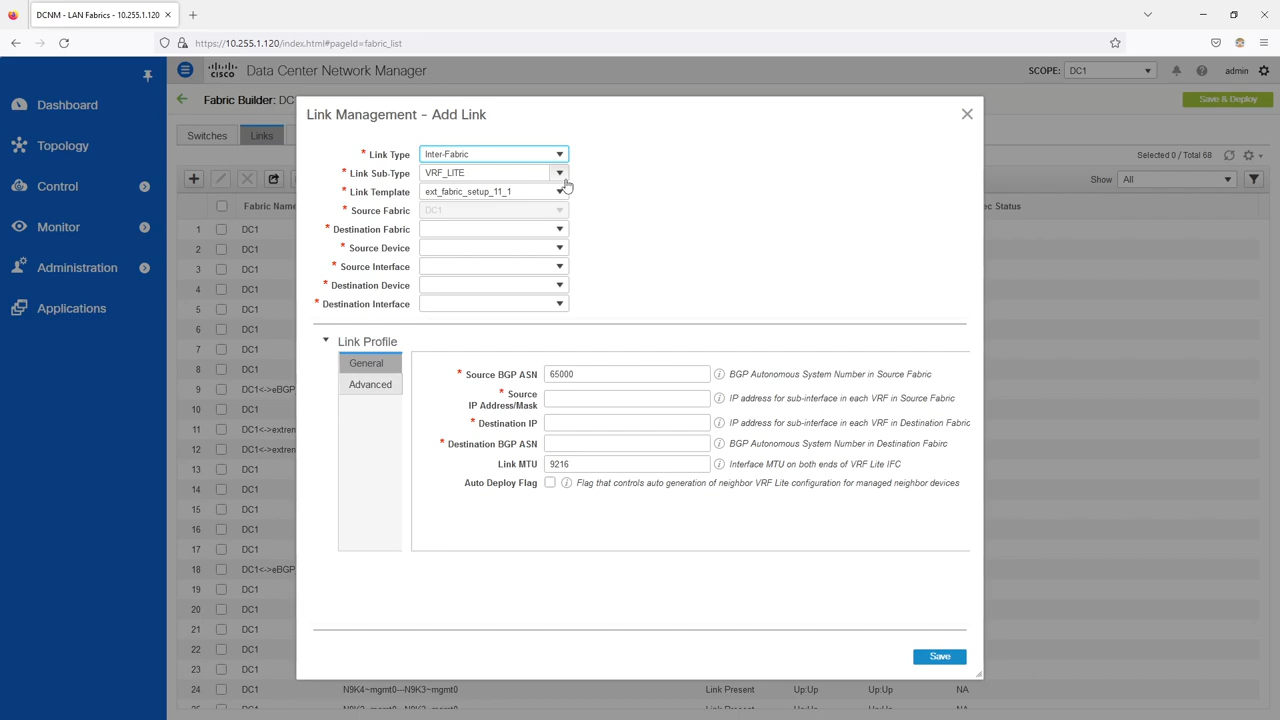 DCNM - LAN Fabrics - 10.255.1.120
https://10.255.1.120/index.html#pageId=fabric_list
cisco Data Center Network Manager
SCOPE: DC1
admin
Dashboard
Topology
Control
Monitor
Administration
Applications
Fabric Builder: DC
Save & Deploy
Switches
Links
Selected 0 / Total 68
Show All
Fabric Name
ec Status
1 DC1
2 DC1
3 DC1
4 DC1
5 DC1
6 DC1
7 DC1
8 DC1
9 DC1<->eBGP
10 DC1
11 DC1<->extren
12 DC1<->extren
13 DC1
14 DC1
15 DC1
16 DC1
17 DC1
18 DC1<->eBGP
19 DC1
20 DC1
21 DC1
22 DC1
23 DC1
24 DC1 N9K4~mgmt0---N9K3~mgmt0 Link Present Up:Up Up:Up NA
Link Management - Add Link
* Link Type Inter-Fabric
* Link Sub-Type VRF_LITE
* Link Template ext_fabric_setup_11_1
* Source Fabric DC1
* Destination Fabric
* Source Device
* Source Interface
* Destination Device
* Destination Interface
Link Profile
General
Advanced
* Source BGP ASN 65000 BGP Autonomous System Number in Source Fabric
* Source
IP Address/Mask IP address for sub-interface in each VRF in Source Fabric
* Destination IP IP address for sub-interface in each VRF in Destination Fabric
* Destination BGP ASN BGP Autonomous System Number in Destination Fabirc
Link MTU 9216 Interface MTU on both ends of VRF Lite IFC
Auto Deploy Flag Flag that controls auto generation of neighbor VRF Lite configuration for managed neighbor devices
Save